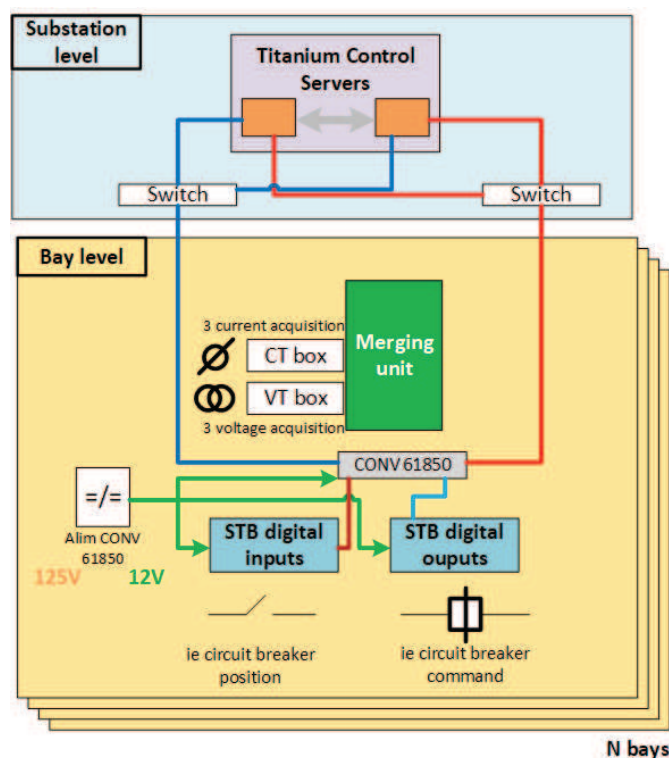 Substation
level
Titanium Control
Servers
Switch
Switch
Bay level
3 current acquisition
CT box
VT box
3 voltage acquisition
Merging
unit
CONV 61850
=/=
Alim CONV
61850
125V
12V
STB digital
inputs
STB digital
ouputs
ie circuit breaker
position
ie circuit breaker
command
N bays